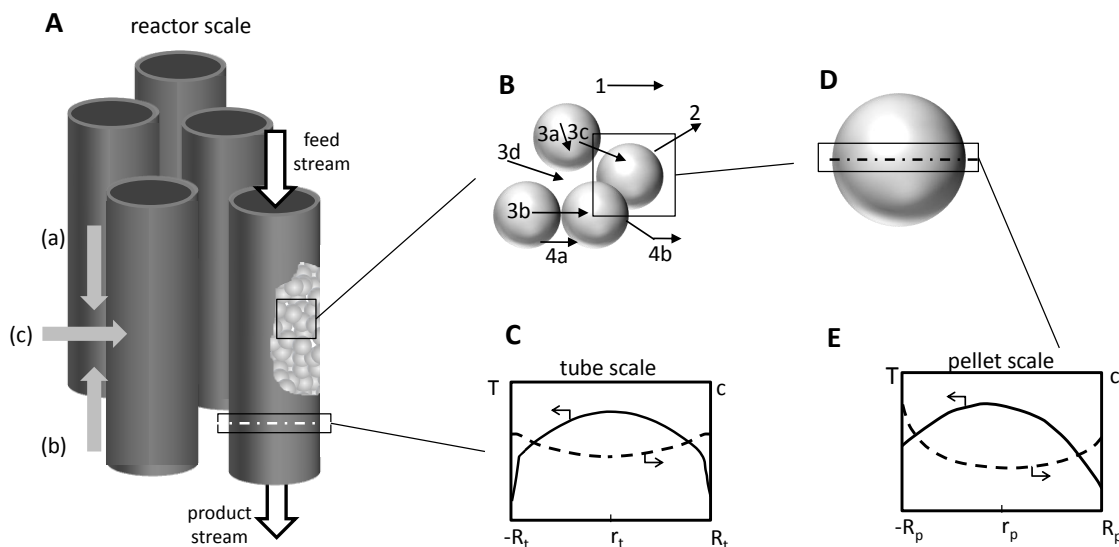 A
reactor scale
feed
stream
(a)
(c)
(b)
product
stream
B
1
2
3a
3c
3d
3b
4a
4b
D
C
tube scale
T
c
-Rₜ
rₜ
Rₜ
E
pellet scale
T
c
-Rₚ
rₚ
Rₚ